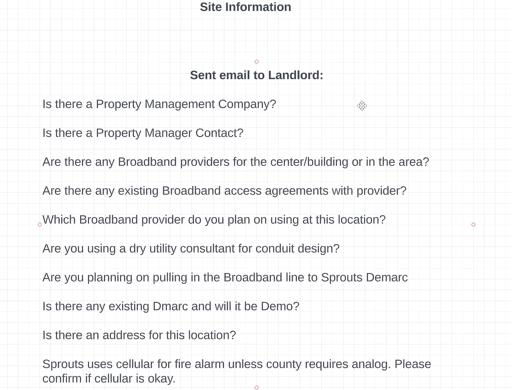 Site Information
Sent email to Landlord:
Is there a Property Management Company?
Is there a Property Manager Contact?
Are there any Broadband providers for the center/building or in the area?
Are there any existing Broadband access agreements with provider?
Which Broadband provider do you plan on using at this location?
Are you using a dry utility consultant for conduit design?
Are you planning on pulling in the Broadband line to Sprouts Demarc
Is there any existing Dmarc and will it be Demo?
Is there an address for this location?
Sprouts uses cellular for fire alarm unless county requires analog. Please
confirm if cellular is okay.